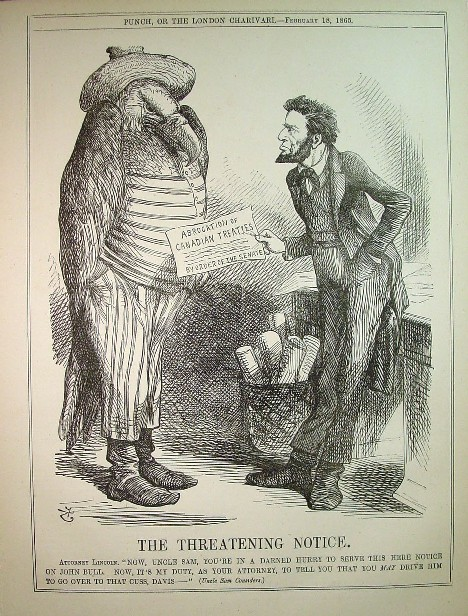 PUNCH, OR THE LONDON CHARIVARI.—FEBRUARY 18, 1865.
ABROGATION OF
CANADIAN TREATIES
BY ORDER OF THE SENATE
THE THREATENING NOTICE.
ATTORNEY LINCOLN. "NOW, UNCLE SAM, YOU'RE IN A DARNED HURRY TO SERVE THIS HERE NOTICE
ON JOHN BULL. NOW, IT'S MY DUTY, AS YOUR ATTORNEY, TO TELL YOU THAT YOU MAY DRIVE HIM
TO GO OVER TO THAT CUSS, DAVIS——" (Uncle Sam Considers.)